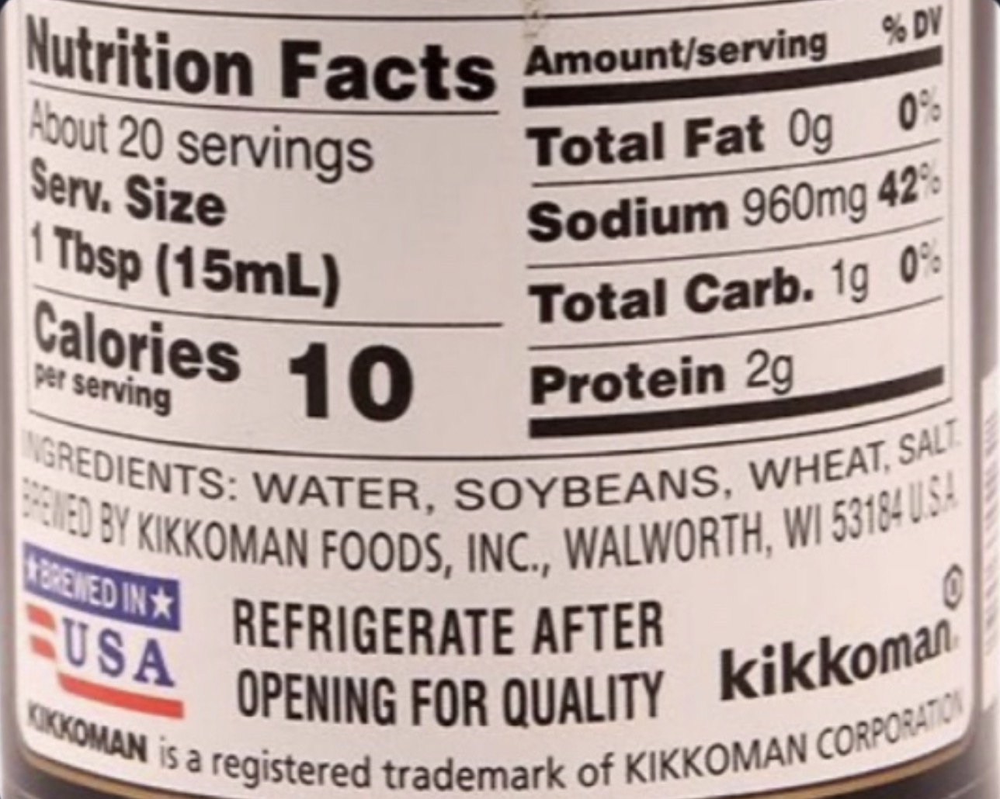 Nutrition Facts
About 20 servings
Serv. Size
1 Tbsp (15mL)
Calories 10
per serving
Amount/serving % DV
Total Fat 0g 0%
Sodium 960mg 42%
Total Carb. 1g 0%
Protein 2g
INGREDIENTS: WATER, SOYBEANS, WHEAT, SALT.
BREWED BY KIKKOMAN FOODS, INC., WALWORTH, WI 53184 U.S.A.
★BREWED IN★
USA
REFRIGERATE AFTER
OPENING FOR QUALITY
kikkoman®
KIKKOMAN is a registered trademark of KIKKOMAN CORPORATION